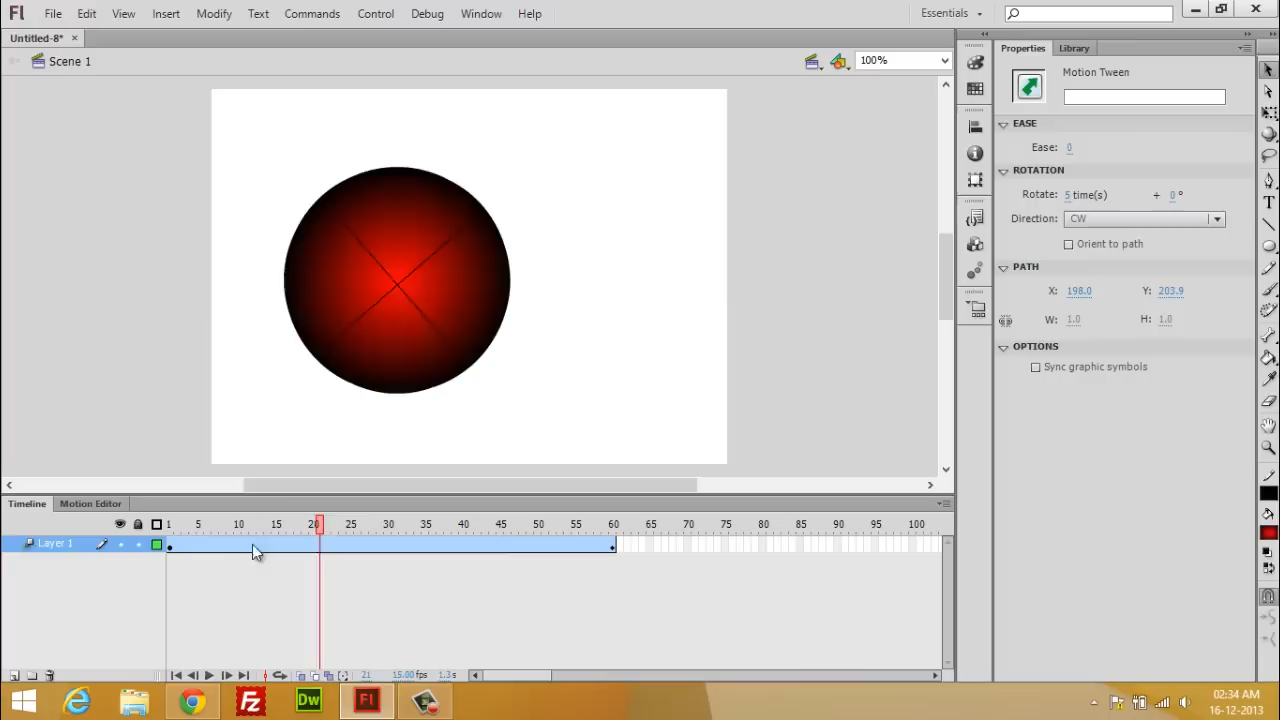 Fl File Edit View Insert Modify Text Commands Control Debug Window Help Essentials
Untitled-8* ×
Scene 1 100%
Properties Library
Motion Tween
EASE
Ease: 0
ROTATION
Rotate: 5 time(s) + 0 °
Direction: CW
Orient to path
PATH
X: 198.0 Y: 203.9
W: 1.0 H: 1.0
OPTIONS
Sync graphic symbols
Timeline Motion Editor
1 5 10 15 20 25 30 35 40 45 50 55 60 65 70 75 80 85 90 95 100
Layer 1
21 15.00 fps 1.3 s
Fz Dw Fl
02:34 AM
16-12-2013